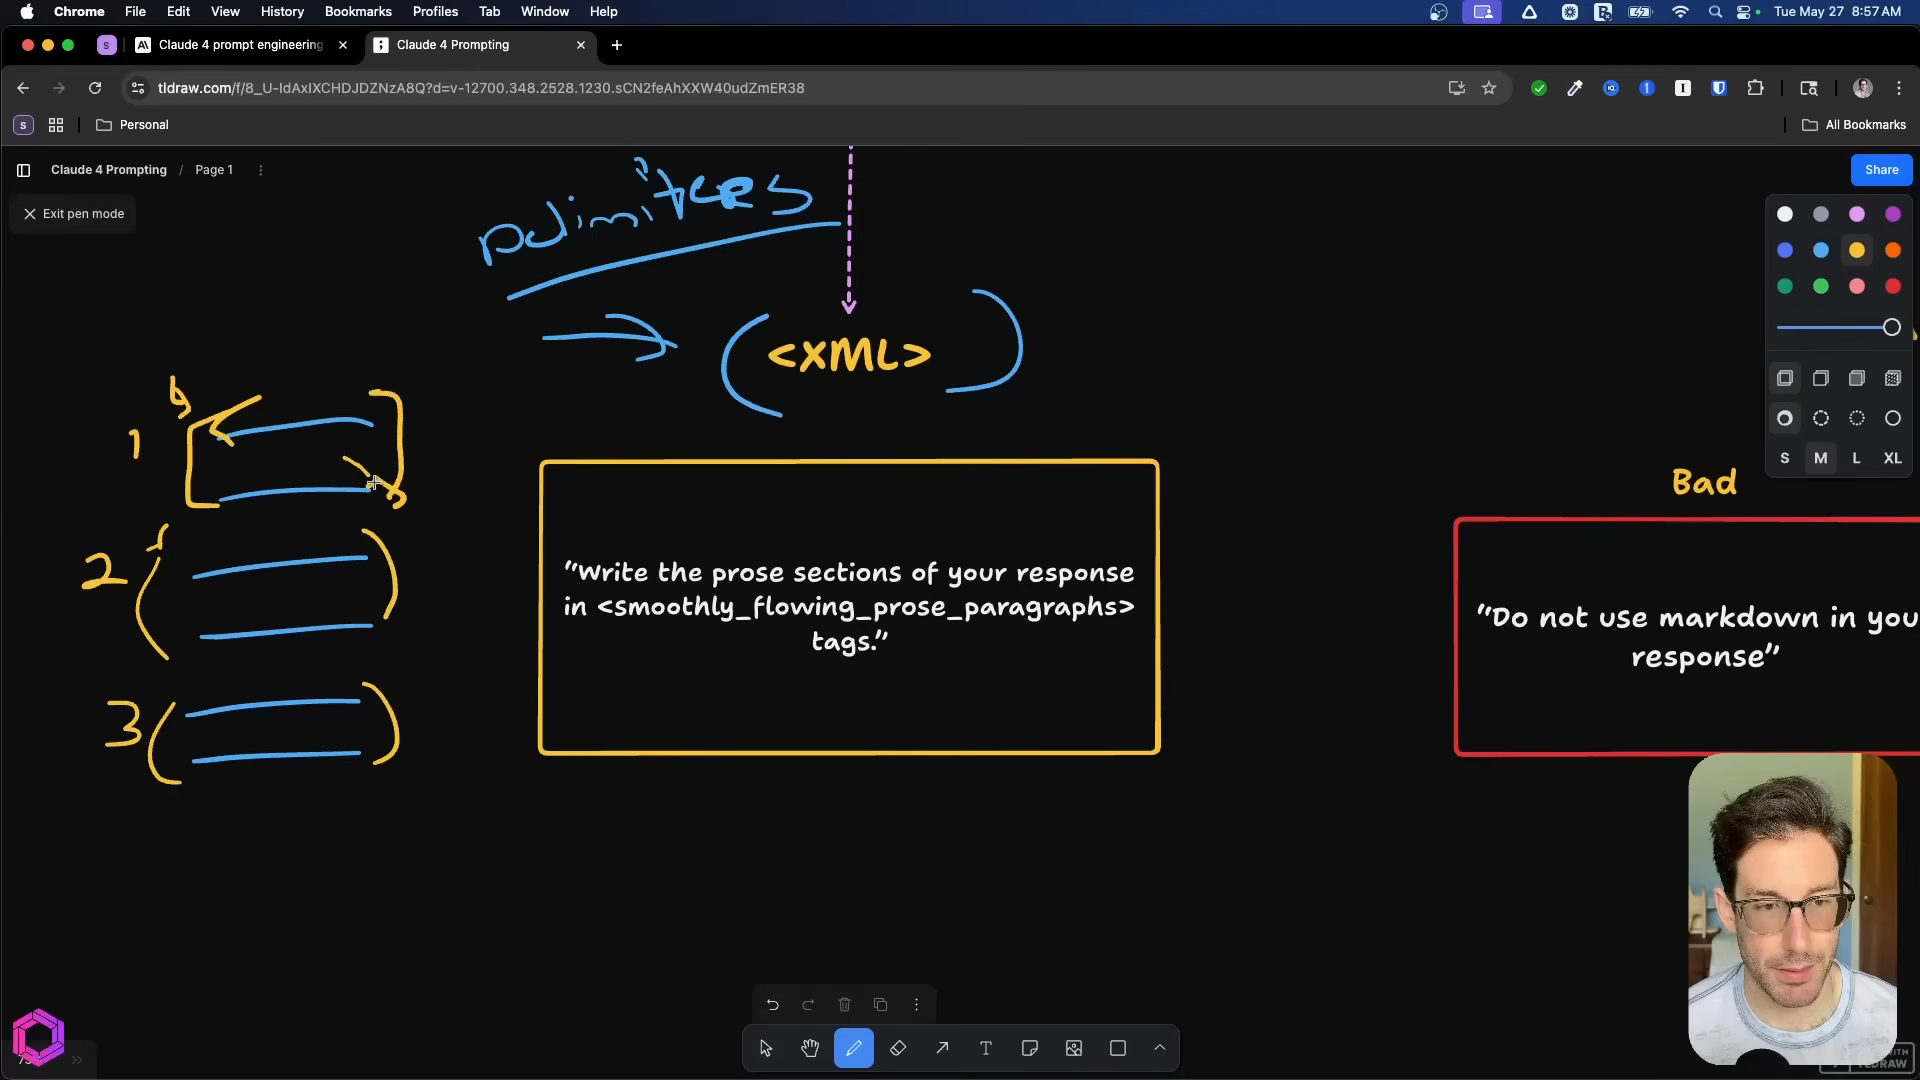 Chrome File Edit View History Bookmarks Profiles Tab Window Help Tue May 27 8:57 AM
S Claude 4 prompt engineering Claude 4 Prompting
tldraw.com/f/8_U-IdAxIXCHDJDZNzA8Q?d=v-12700.348.2528.1230.sCN2feAhXXW40udZmER38
S Personal All Bookmarks
Claude 4 Prompting / Page 1 Share
Exit pen mode
<XML>
1
2
3
S M L XL
Bad
"Write the prose sections of your response
in <smoothly_flowing_prose_paragraphs>
tags."
"Do not use markdown in you
response"